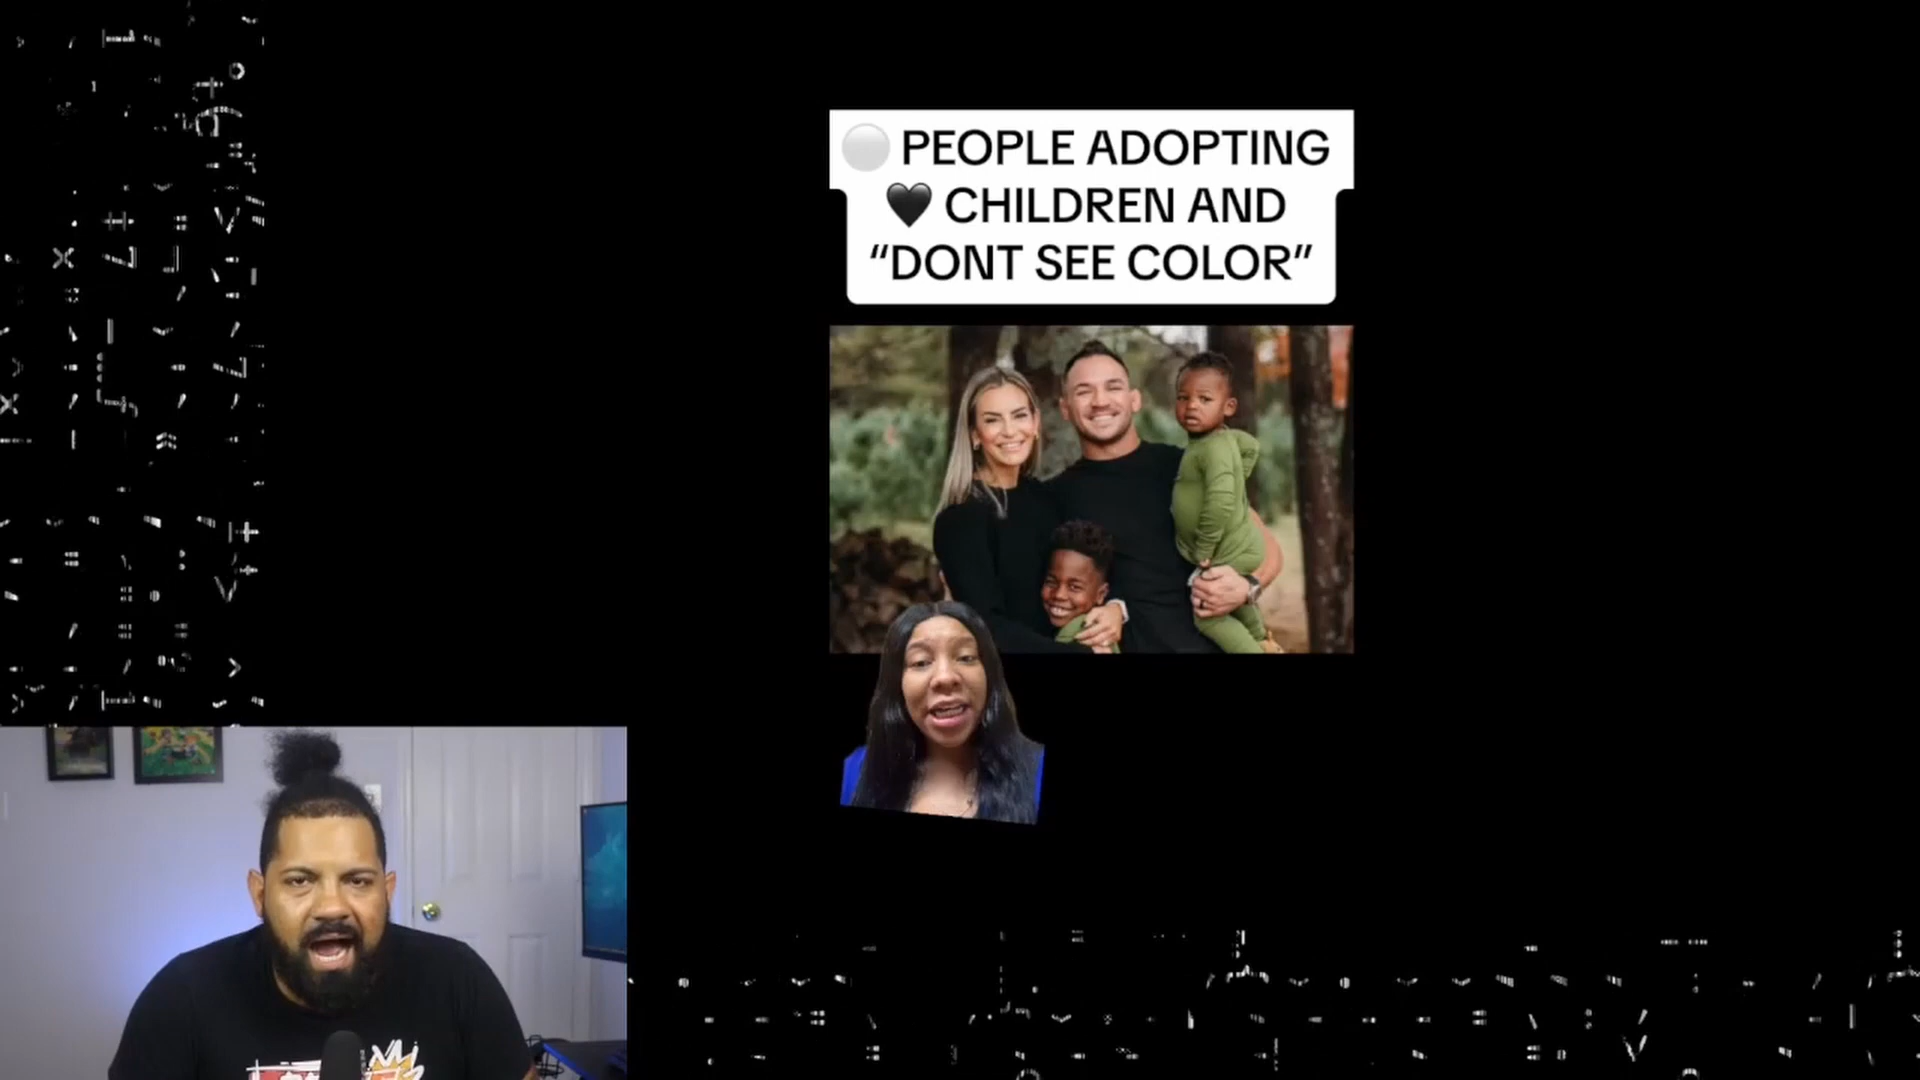 ⚪ PEOPLE ADOPTING
🖤 CHILDREN AND
“DONT SEE COLOR”